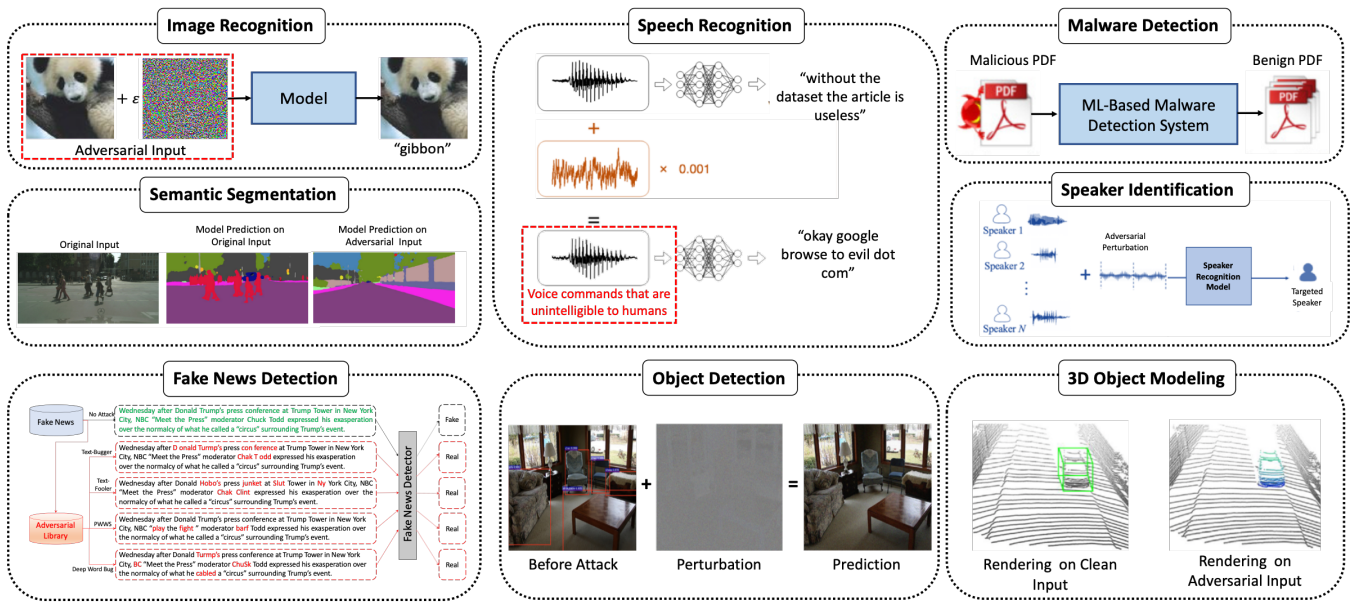 Image Recognition
+ ε
Model
Adversarial Input
"gibbon"
Semantic Segmentation
Original Input
Model Prediction on
Original Input
Model Prediction on
Adversarial Input
Speech Recognition
"without the
dataset the article is
useless"
+
× 0.001
=
"okay google
browse to evil dot
com"
Voice commands that are
unintelligible to humans
Malware Detection
Malicious PDF
Benign PDF
PDF
ML-Based Malware
Detection System
PDF
Speaker Identification
Speaker 1
Speaker 2
Speaker N
Adversarial
Perturbation
+
Speaker
Recognition
Model
Targeted
Speaker
Fake News Detection
Fake News
No Attack
Wednesday after Donald Trump's press conference at Trump Tower in New York
City, NBC "Meet the Press" moderator Chuck Todd expressed his exasperation
over the normalcy of what he called a "circus" surrounding Trump's event.
Fake
Text-Bugger
Wednesday after D onald Tump's press con ference at Trump Tower in New York
City, NBC "Meet the Press" moderator Chak T odd expressed his exasperation
over the normalcy of what he called a "circus" surrounding Trump's event.
Real
Text-
Fooler
Wednesday after Donald Hobo's press junket at Slut Tower in Ny York City, NBC
"Meet the Press" moderator Chak Clint expressed his exasperation over the
normalcy of what he called a "circus" surrounding Trump's event.
Real
Adversarial
Library
PWWS
Wednesday after Donald Trump's press conference at Trump Tower in New York
City, NBC "play the fight " moderator barf Todd expressed his exasperation over
the normalcy of what he called a "circus" surrounding Trump's event.
Real
Deep Word Bug
Wednesday after Donald Turmp's press conference at Trump Tower in New York
City, BC "Meet the Press" moderator ChuSk Todd expressed his exasperation over
the normalcy of what he cabled a "circus" surrounding Trump's event.
Real
Fake News Detector
Object Detection
+
=
Before Attack
Perturbation
Prediction
3D Object Modeling
Rendering on Clean
Input
Rendering on
Adversarial Input